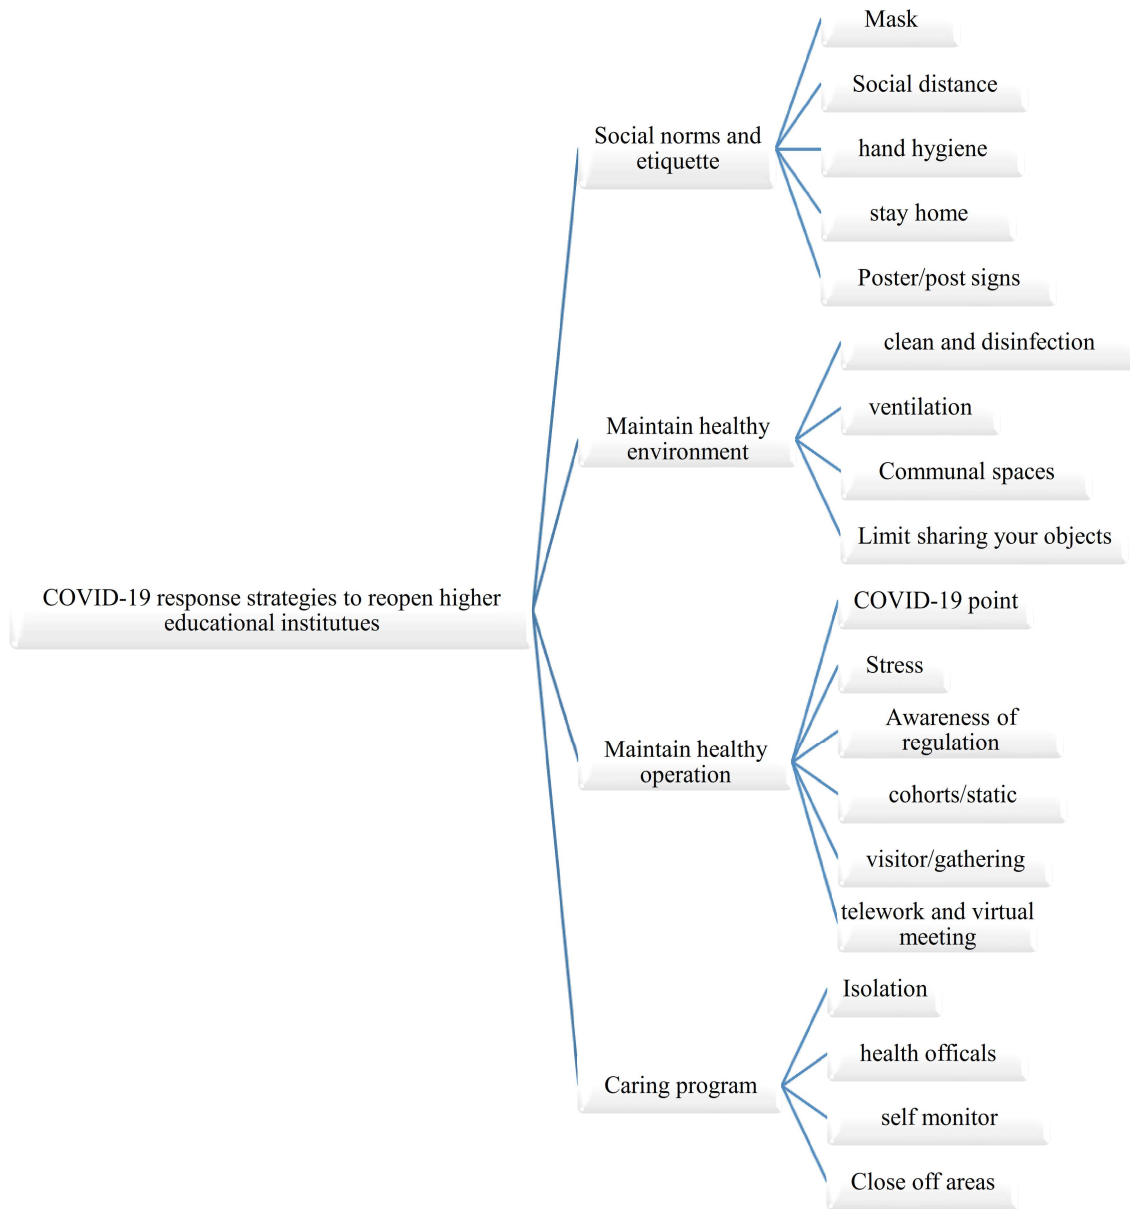 Mask
Social distance
Social norms and
etiquette
hand hygiene
stay home
Poster/post signs
clean and disinfection
ventilation
Maintain healthy
environment
Communal spaces
Limit sharing your objects
COVID-19 response strategies to reopen higher
educational institutues
COVID-19 point
Stress
Awareness of
regulation
Maintain healthy
operation
cohorts/static
visitor/gathering
telework and virtual
meeting
Isolation
health officals
Caring program
self monitor
Close off areas